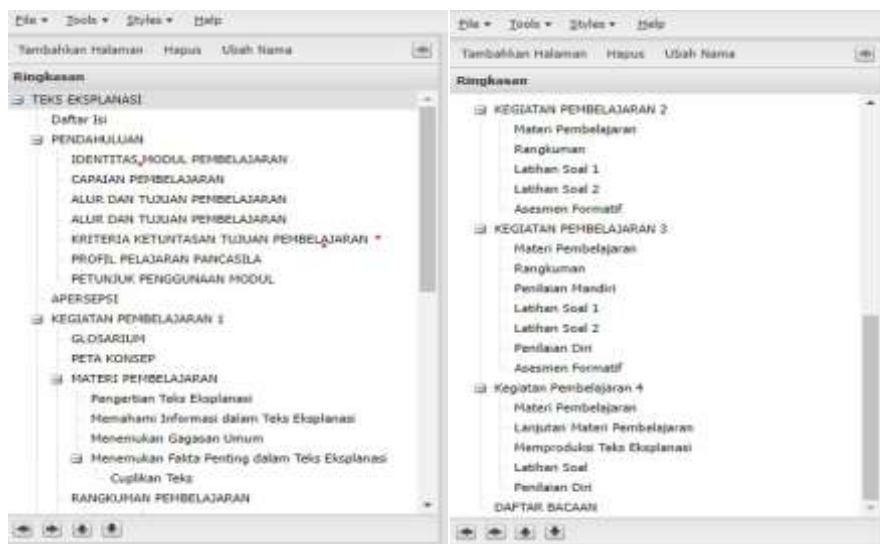 File Tools Styles Help
Tambahkan Halaman Hapus Ubah Nama
Ringkasan
TEKS EKSPLANASI
Daftar Isi
PENDAHULUAN
IDENTITAS MODUL PEMBELAJARAN
CAPAIAN PEMBELAJARAN
ALUR DAN TUJUAN PEMBELAJARAN
ALUR DAN TUJUAN PEMBELAJARAN
KRITERIA KETUNTASAN TUJUAN PEMBELAJARAN *
PROFIL PELAJARAN PANCASILA
PETUNJUK PENGGUNAAN MODUL
APERSEPSI
KEGIATAN PEMBELAJARAN 1
GLOSARIUM
PETA KONSEP
MATERI PEMBELAJARAN
Pengertian Teks Eksplanasi
Memahami Informasi dalam Teks Eksplanasi
Menemukan Gagasan Umum
Menemukan Fakta Penting dalam Teks Eksplanasi
Cuplikan Teks
RANGKUMAN PEMBELAJARAN
File Tools Styles Help
Tambahkan Halaman Hapus Ubah Nama
Ringkasan
KEGIATAN PEMBELAJARAN 2
Materi Pembelajaran
Rangkuman
Latihan Soal 1
Latihan Soal 2
Asesmen Formatif
KEGIATAN PEMBELAJARAN 3
Materi Pembelajaran
Rangkuman
Penilaian Mandiri
Latihan Soal 1
Latihan Soal 2
Penilaian Diri
Asesmen Formatif
Kegiatan Pembelajaran 4
Materi Pembelajaran
Lanjutan Materi Pembelajaran
Memproduksi Teks Eksplanasi
Latihan Soal
Penilaian Diri
DAFTAR BACAAN